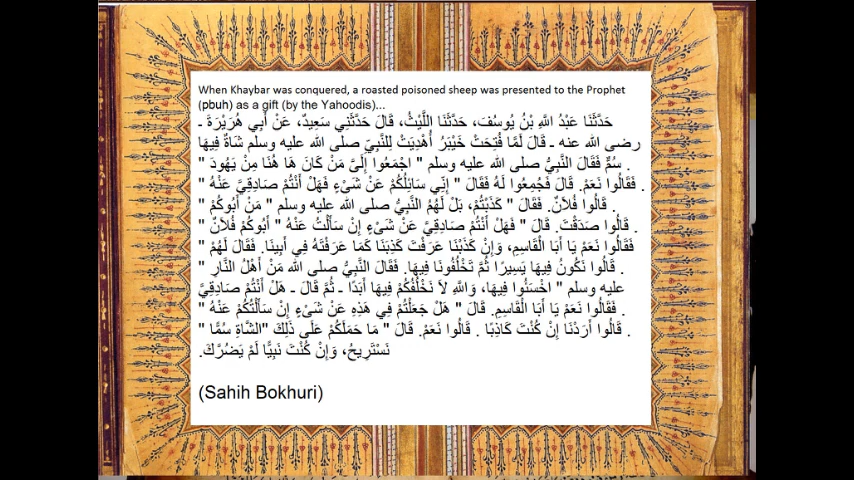 When Khaybar was conquered, a roasted poisoned sheep was presented to the Prophet
(pbuh) as a gift (by the Yahoodis)...
حَدَّثَنَا عَبْدُ اللَّهِ بْنُ يُوسُفَ، حَدَّثَنَا اللَّيْثُ، قَالَ حَدَّثَنِي سَعِيدٌ، عَنْ أَبِي هُرَيْرَةَ ـ
رضى الله عنه ـ قَالَ لَمَّا فُتِحَتْ خَيْبَرُ أُهْدِيَتْ لِلنَّبِيِّ صلى الله عليه وسلم شَاةٌ فِيهَا
سُمٌّ فَقَالَ النَّبِيُّ صلى الله عليه وسلم " اجْمَعُوا إِلَىَّ مَنْ كَانَ هَا هُنَا مِنْ يَهُودَ " .
فَقَالُوا نَعَمْ. قَالَ فَجُمِعُوا لَهُ فَقَالَ " إِنِّي سَائِلُكُمْ عَنْ شَىْءٍ فَهَلْ أَنْتُمْ صَادِقِيَّ عَنْهُ " .
قَالُوا فُلاَنٌ. فَقَالَ " كَذَبْتُمْ، بَلْ لَهُمُ النَّبِيُّ صلى الله عليه وسلم " مَنْ أَبُوكُمْ " .
قَالُوا صَدَقْتَ. قَالَ " فَهَلْ أَنْتُمْ صَادِقِيَّ عَنْ شَىْءٍ إِنْ سَأَلْتُ عَنْهُ " أَبُوكُمْ فُلاَنٌ" .
فَقَالُوا نَعَمْ يَا أَبَا الْقَاسِمِ، وَإِنْ كَذَبْنَا عَرَفْتَ كَذِبَنَا كَمَا عَرَفْتَهُ فِي أَبِينَا. فَقَالَ لَهُمْ "
قَالُوا نَكُونُ فِيهَا يَسِيرًا ثُمَّ تَخْلُفُونَا فِيهَا. فَقَالَ النَّبِيُّ صلى الله مَنْ أَهْلُ النَّارِ " .
عليه وسلم " اخْسَئُوا فِيهَا، وَاللَّهِ لاَ نَخْلُفُكُمْ فِيهَا أَبَدًا ـ ثُمَّ قَالَ ـ هَلْ أَنْتُمْ صَادِقِيَّ
فَقَالُوا نَعَمْ يَا أَبَا الْقَاسِمِ. قَالَ " هَلْ جَعَلْتُمْ فِي هَذِهِ عَنْ شَىْءٍ إِنْ سَأَلْتُكُمْ عَنْهُ " .
قَالُوا أَرَدْنَا إِنْ كُنْتَ كَاذِبًا . قَالُوا نَعَمْ. قَالَ " مَا حَمَلَكُمْ عَلَى ذَلِكَ "الشَّاةِ سُمًّا " .
نَسْتَرِيحُ، وَإِنْ كُنْتَ نَبِيًّا لَمْ يَضُرَّكَ.
(Sahih Bokhuri)